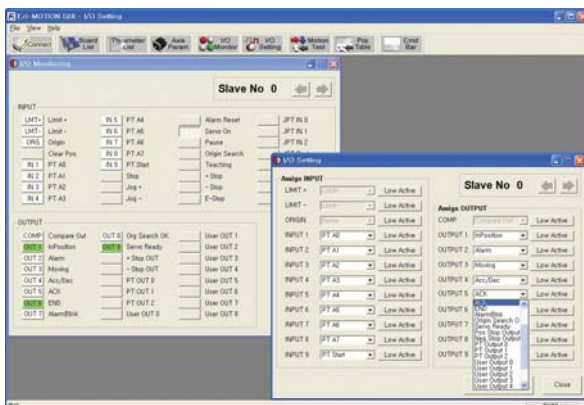 Ezi-MOTION GUI - I/O Setting
File View Help
Connect
Board List
Parameter List
Axis Param
I/O Monitor
I/O Setting
Motion Test
Pos Table
Cmd Bar
I/O Monitoring
Slave No 0
INPUT
LMT+ Limit + IN 5 PT A4 Alarm Reset JPT IN 0
LMT- Limit - IN 6 PT A5 Servo On JPT IN 1
ORG Origin IN 7 PT A6 Pause
Clear Pos IN 8 PT A7 Origin Search
IN 1 PT A0 IN 9 PT Start Teaching
IN 2 PT A1 Stop + Stop
IN 3 PT A2 Jog + - Stop
IN 4 PT A3 Jog - E-Stop
OUTPUT
COMP Compare Out OUT 8 Org Search OK User OUT 1
OUT 1 InPosition OUT 9 Servo Ready User OUT 2
OUT 2 Alarm + Stop OUT User OUT 3
OUT 3 Moving - Stop OUT User OUT 4
OUT 4 Acc/Dec PT OUT 0 User OUT 5
OUT 5 ACK PT OUT 1 User OUT 6
OUT 6 END PT OUT 2 User OUT 7
OUT 7 AlarmBlink User OUT 0 User OUT 8
I/O Setting
Slave No 0
Assign INPUT
LIMIT + Limit+ Low Active
LIMIT - Limit- Low Active
ORIGIN Low Active
INPUT 1 PT A0 Low Active
INPUT 2 PT A1 Low Active
INPUT 3 PT A2 Low Active
INPUT 4 PT A3 Low Active
INPUT 5 PT A4 Low Active
INPUT 6 PT A5 Low Active
INPUT 7 PT A6 Low Active
INPUT 8 PT A7 Low Active
INPUT 9 PT Start Low Active
Assign OUTPUT
COMP Compare Out Low Active
OUTPUT 1 InPosition Low Active
OUTPUT 2 Alarm Low Active
OUTPUT 3 Moving Low Active
OUTPUT 4 Acc/Dec Low Active
OUTPUT 5 ACK Low Active
OUTPUT 6 Low Active
OUTPUT 7 Low Active
OUTPUT 8 Low Active
OUTPUT 9 Low Active
ACK
END
AlarmBlink
Origin Search O
Servo Ready
Pos Stop Output
Neg Stop Output
PT Output 0
PT Output 1
PT Output 2
User Output 0
User Output 1
User Output 2
User Output 3
User Output 4
Close